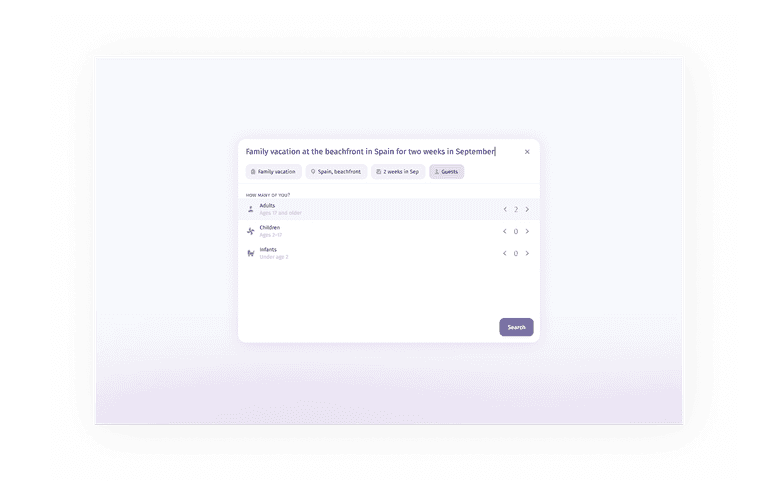 Family vacation at the beachfront in Spain for two weeks in September
Family vacation
Spain, beachfront
2 weeks in Sep
Guests
HOW MANY OF YOU?
Adults
Ages 17 and older
2
Children
Ages 2-17
0
Infants
Under age 2
0
Search